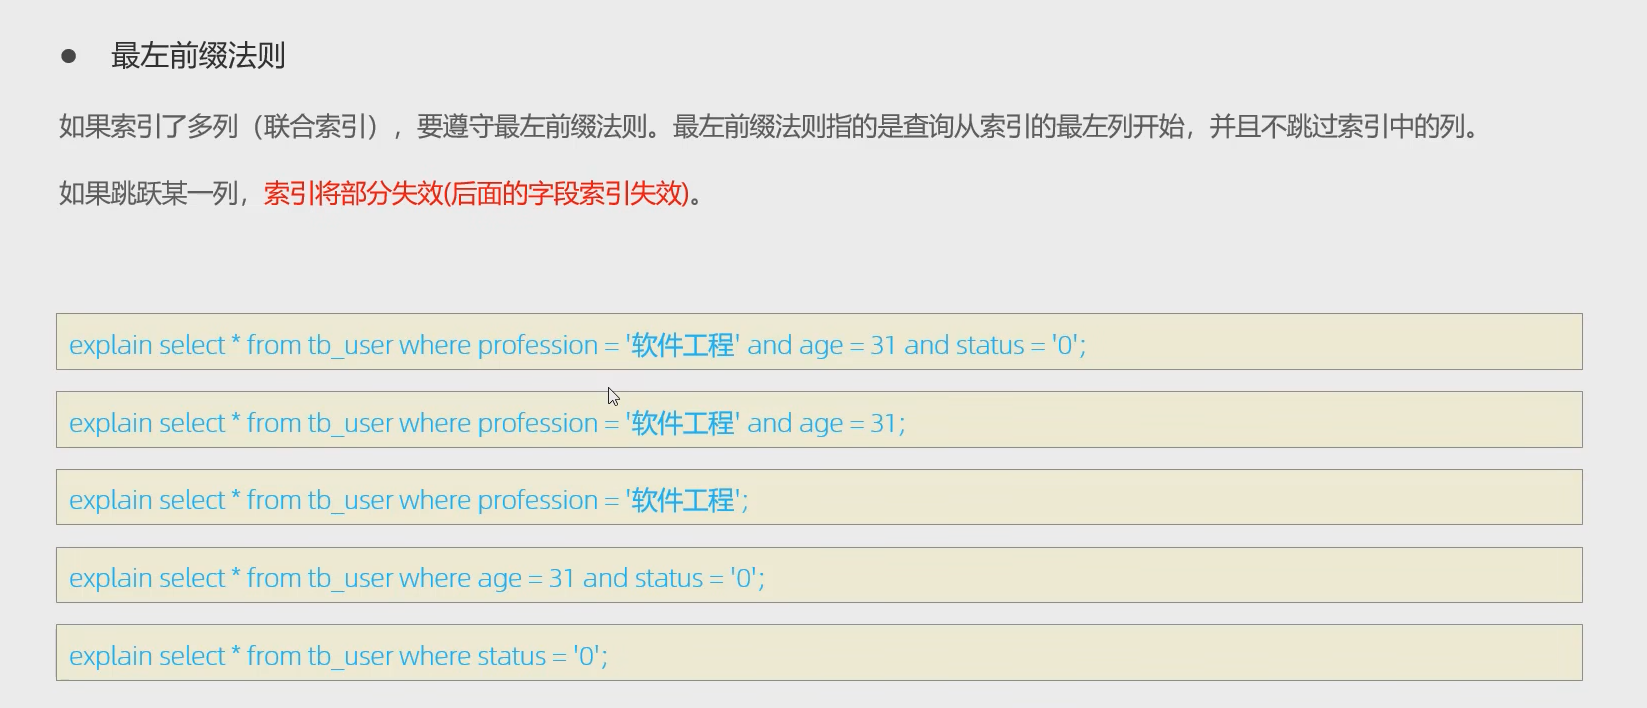 ● 最左前缀法则
如果索引了多列（联合索引），要遵守最左前缀法则。最左前缀法则指的是查询从索引的最左列开始，并且不跳过索引中的列。
如果跳跃某一列，索引将部分失效(后面的字段索引失效)。
explain select * from tb_user where profession = '软件工程' and age = 31 and status = '0';
explain select * from tb_user where profession = '软件工程' and age = 31;
explain select * from tb_user where profession = '软件工程';
explain select * from tb_user where age = 31 and status = '0';
explain select * from tb_user where status = '0';